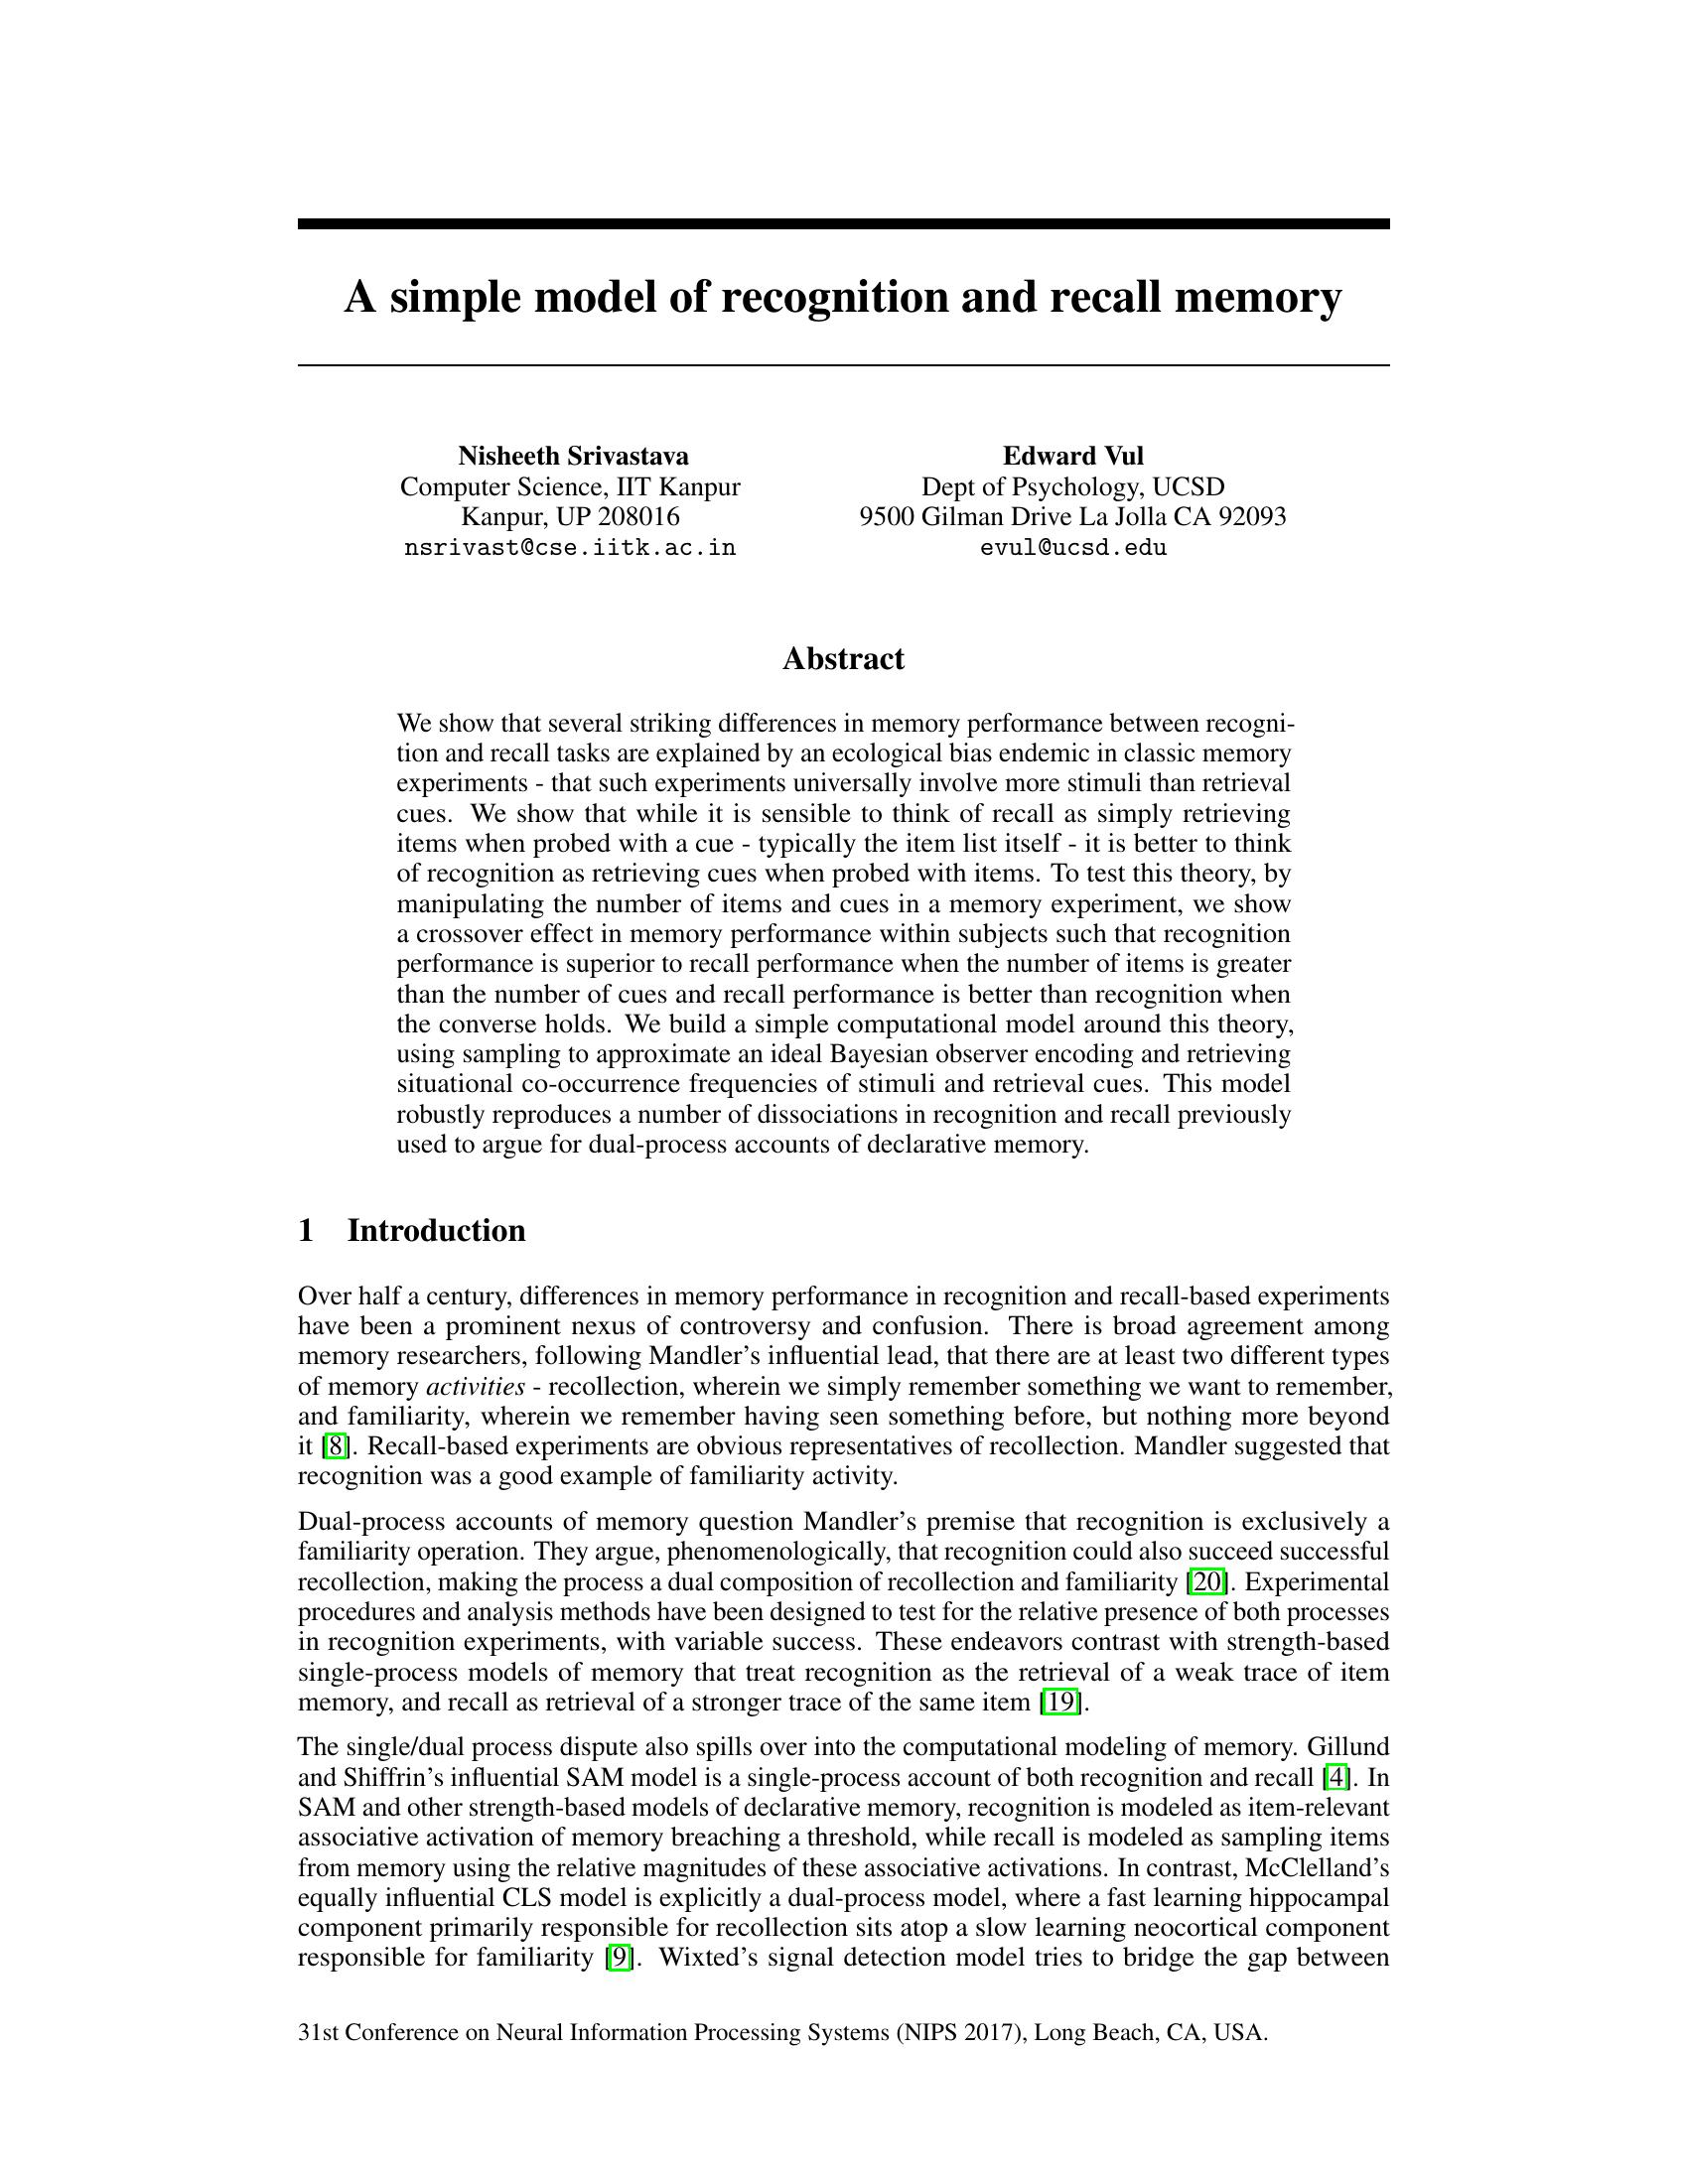 A simple model of recognition and recall memory
Nisheeth Srivastava
Computer Science, IIT Kanpur
Kanpur, UP 208016
nsrivast@cse.iitk.ac.in
Edward Vul
Dept of Psychology, UCSD
9500 Gilman Drive La Jolla CA 92093
evul@ucsd.edu
Abstract
We show that several striking differences in memory performance between recogni-
tion and recall tasks are explained by an ecological bias endemic in classic memory
experiments - that such experiments universally involve more stimuli than retrieval
cues. We show that while it is sensible to think of recall as simply retrieving
items when probed with a cue - typically the item list itself - it is better to think
of recognition as retrieving cues when probed with items. To test this theory, by
manipulating the number of items and cues in a memory experiment, we show
a crossover effect in memory performance within subjects such that recognition
performance is superior to recall performance when the number of items is greater
than the number of cues and recall performance is better than recognition when
the converse holds. We build a simple computational model around this theory,
using sampling to approximate an ideal Bayesian observer encoding and retrieving
situational co-occurrence frequencies of stimuli and retrieval cues. This model
robustly reproduces a number of dissociations in recognition and recall previously
used to argue for dual-process accounts of declarative memory.
1 Introduction
Over half a century, differences in memory performance in recognition and recall-based experiments
have been a prominent nexus of controversy and confusion. There is broad agreement among
memory researchers, following Mandler's influential lead, that there are at least two different types
of memory activities - recollection, wherein we simply remember something we want to remember,
and familiarity, wherein we remember having seen something before, but nothing more beyond
it [8]. Recall-based experiments are obvious representatives of recollection. Mandler suggested that
recognition was a good example of familiarity activity.
Dual-process accounts of memory question Mandler's premise that recognition is exclusively a
familiarity operation. They argue, phenomenologically, that recognition could also succeed successful
recollection, making the process a dual composition of recollection and familiarity [20]. Experimental
procedures and analysis methods have been designed to test for the relative presence of both processes
in recognition experiments, with variable success. These endeavors contrast with strength-based
single-process models of memory that treat recognition as the retrieval of a weak trace of item
memory, and recall as retrieval of a stronger trace of the same item [19].
The single/dual process dispute also spills over into the computational modeling of memory. Gillund
and Shiffrin's influential SAM model is a single-process account of both recognition and recall [4]. In
SAM and other strength-based models of declarative memory, recognition is modeled as item-relevant
associative activation of memory breaching a threshold, while recall is modeled as sampling items
from memory using the relative magnitudes of these associative activations. In contrast, McClelland's
equally influential CLS model is explicitly a dual-process model, where a fast learning hippocampal
component primarily responsible for recollection sits atop a slow learning neocortical component
responsible for familiarity [9]. Wixted's signal detection model tries to bridge the gap between
31st Conference on Neural Information Processing Systems (NIPS 2017), Long Beach, CA, USA.